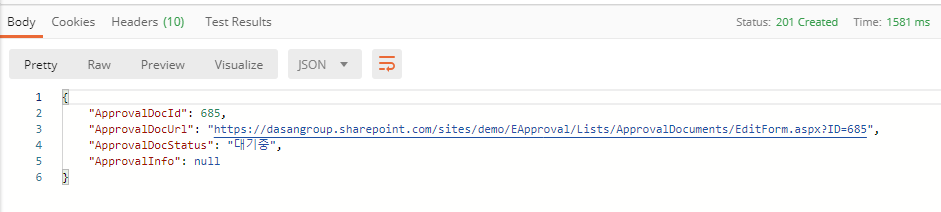 Body Cookies Headers (10) Test Results Status: 201 Created Time: 1581 ms
Pretty Raw Preview Visualize JSON
1 {
2 "ApprovalDocId": 685,
3 "ApprovalDocUrl": "https://dasangroup.sharepoint.com/sites/demo/EApproval/Lists/ApprovalDocuments/EditForm.aspx?ID=685",
4 "ApprovalDocStatus": "대기중",
5 "ApprovalInfo": null
6 }